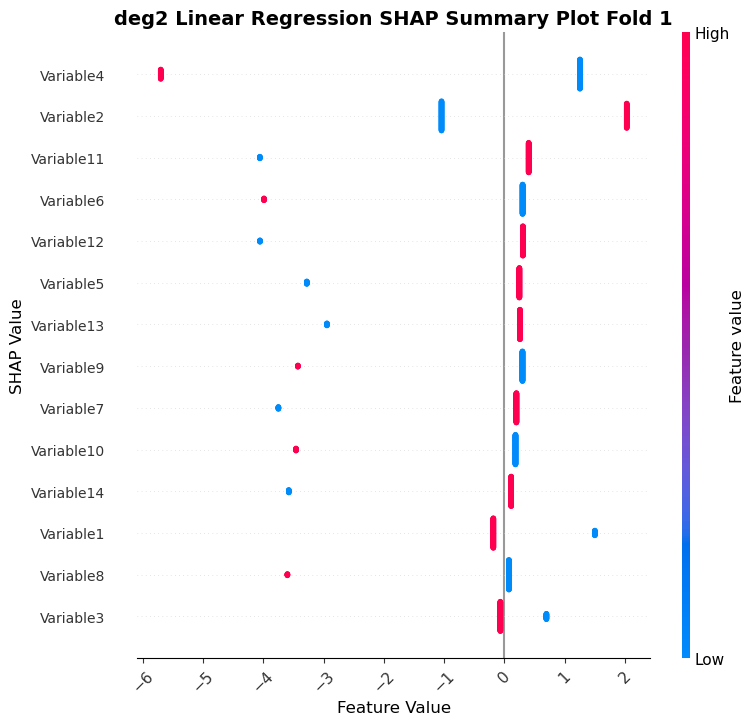 deg2 Linear Regression SHAP Summary Plot Fold 1
High
Variable4
Variable2
Variable11
Variable6
Variable12
Variable5
Variable13
Variable9
Variable7
Variable10
Variable14
Variable1
Variable8
Variable3
SHAP Value
Feature value
Low
−6 −5 −4 −3 −2 −1 0 1 2
Feature Value